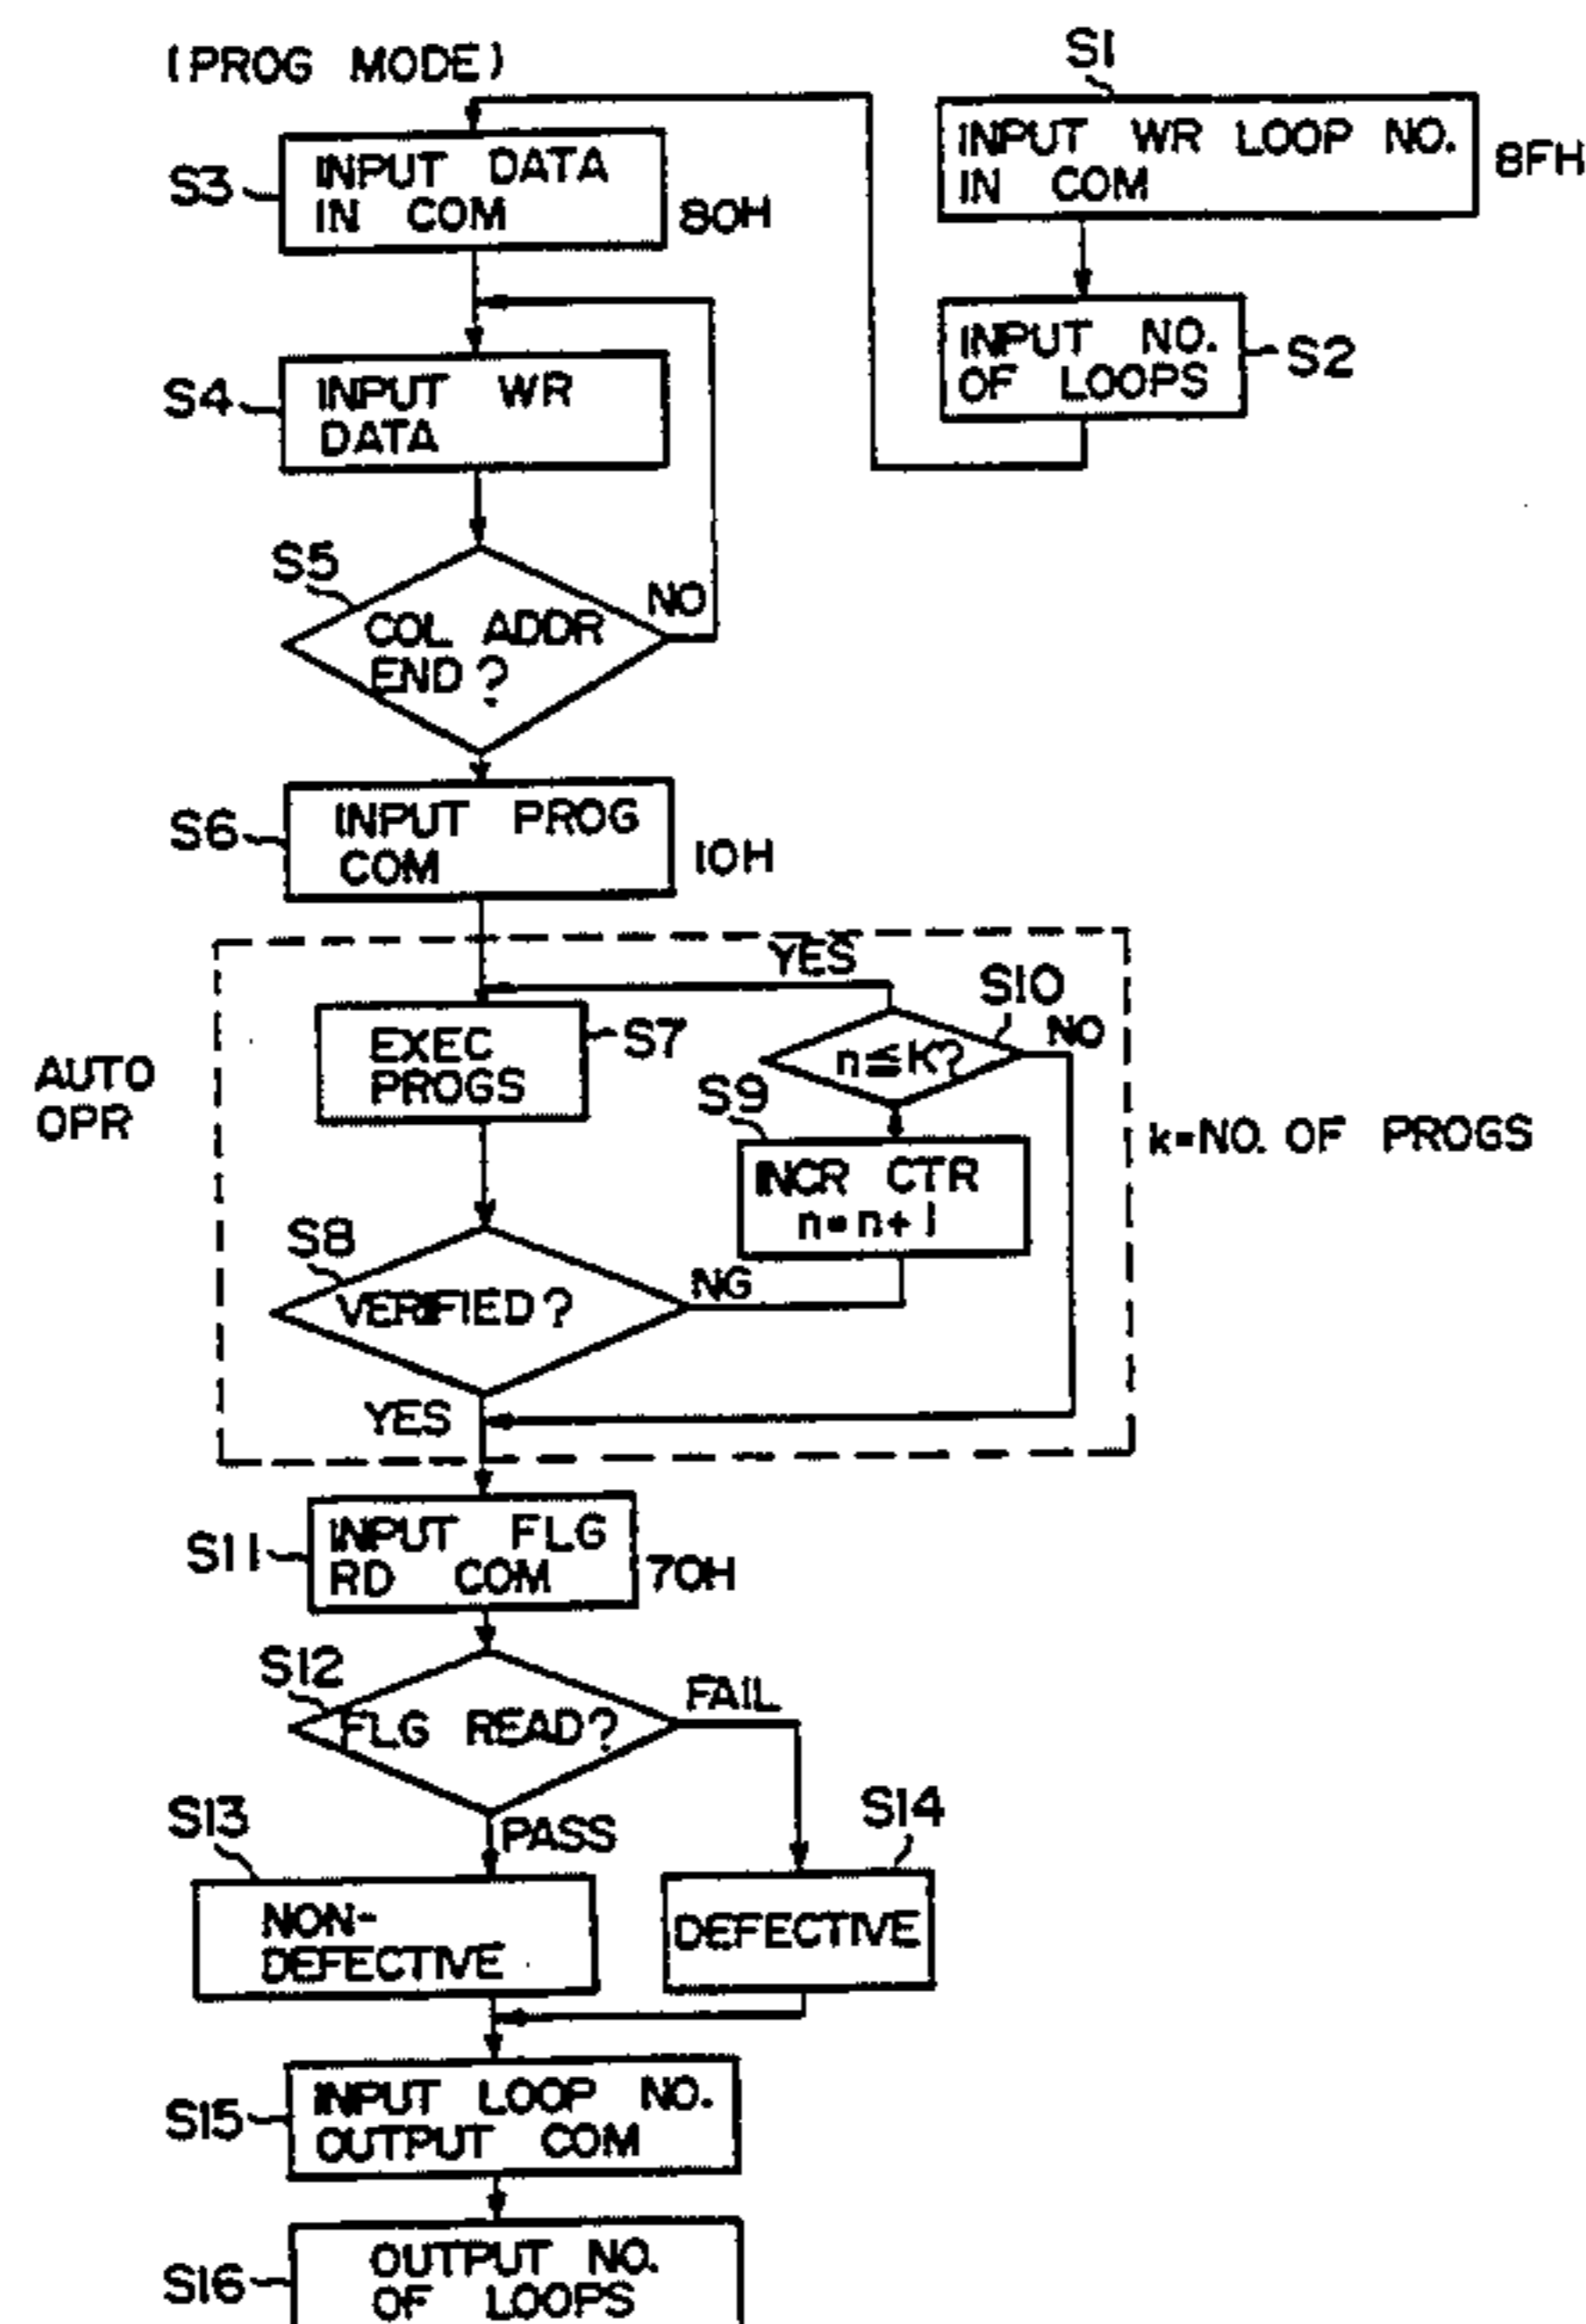 (PROG MODE)
S1
INPUT WR LOOP NO.
IN COM
8FH
S2
INPUT NO.
OF LOOPS
S3
INPUT DATA
IN COM
80H
S4
INPUT WR
DATA
S5
COL ADDR
END?
NO
S6
INPUT PROG
COM
10H
AUTO
OPR
YES
S7
EXEC
PROGS
S10
n≦K?
NO
S9
INCR CTR
n=n+1
k=NO. OF PROGS
S8
VERIFIED?
NG
YES
S11
INPUT FLG
RD COM
70H
S12
FLG READ?
FAIL
PASS
S13
NON-
DEFECTIVE
S14
DEFECTIVE
S15
INPUT LOOP NO.
OUTPUT COM
S16
OUTPUT NO.
OF LOOPS